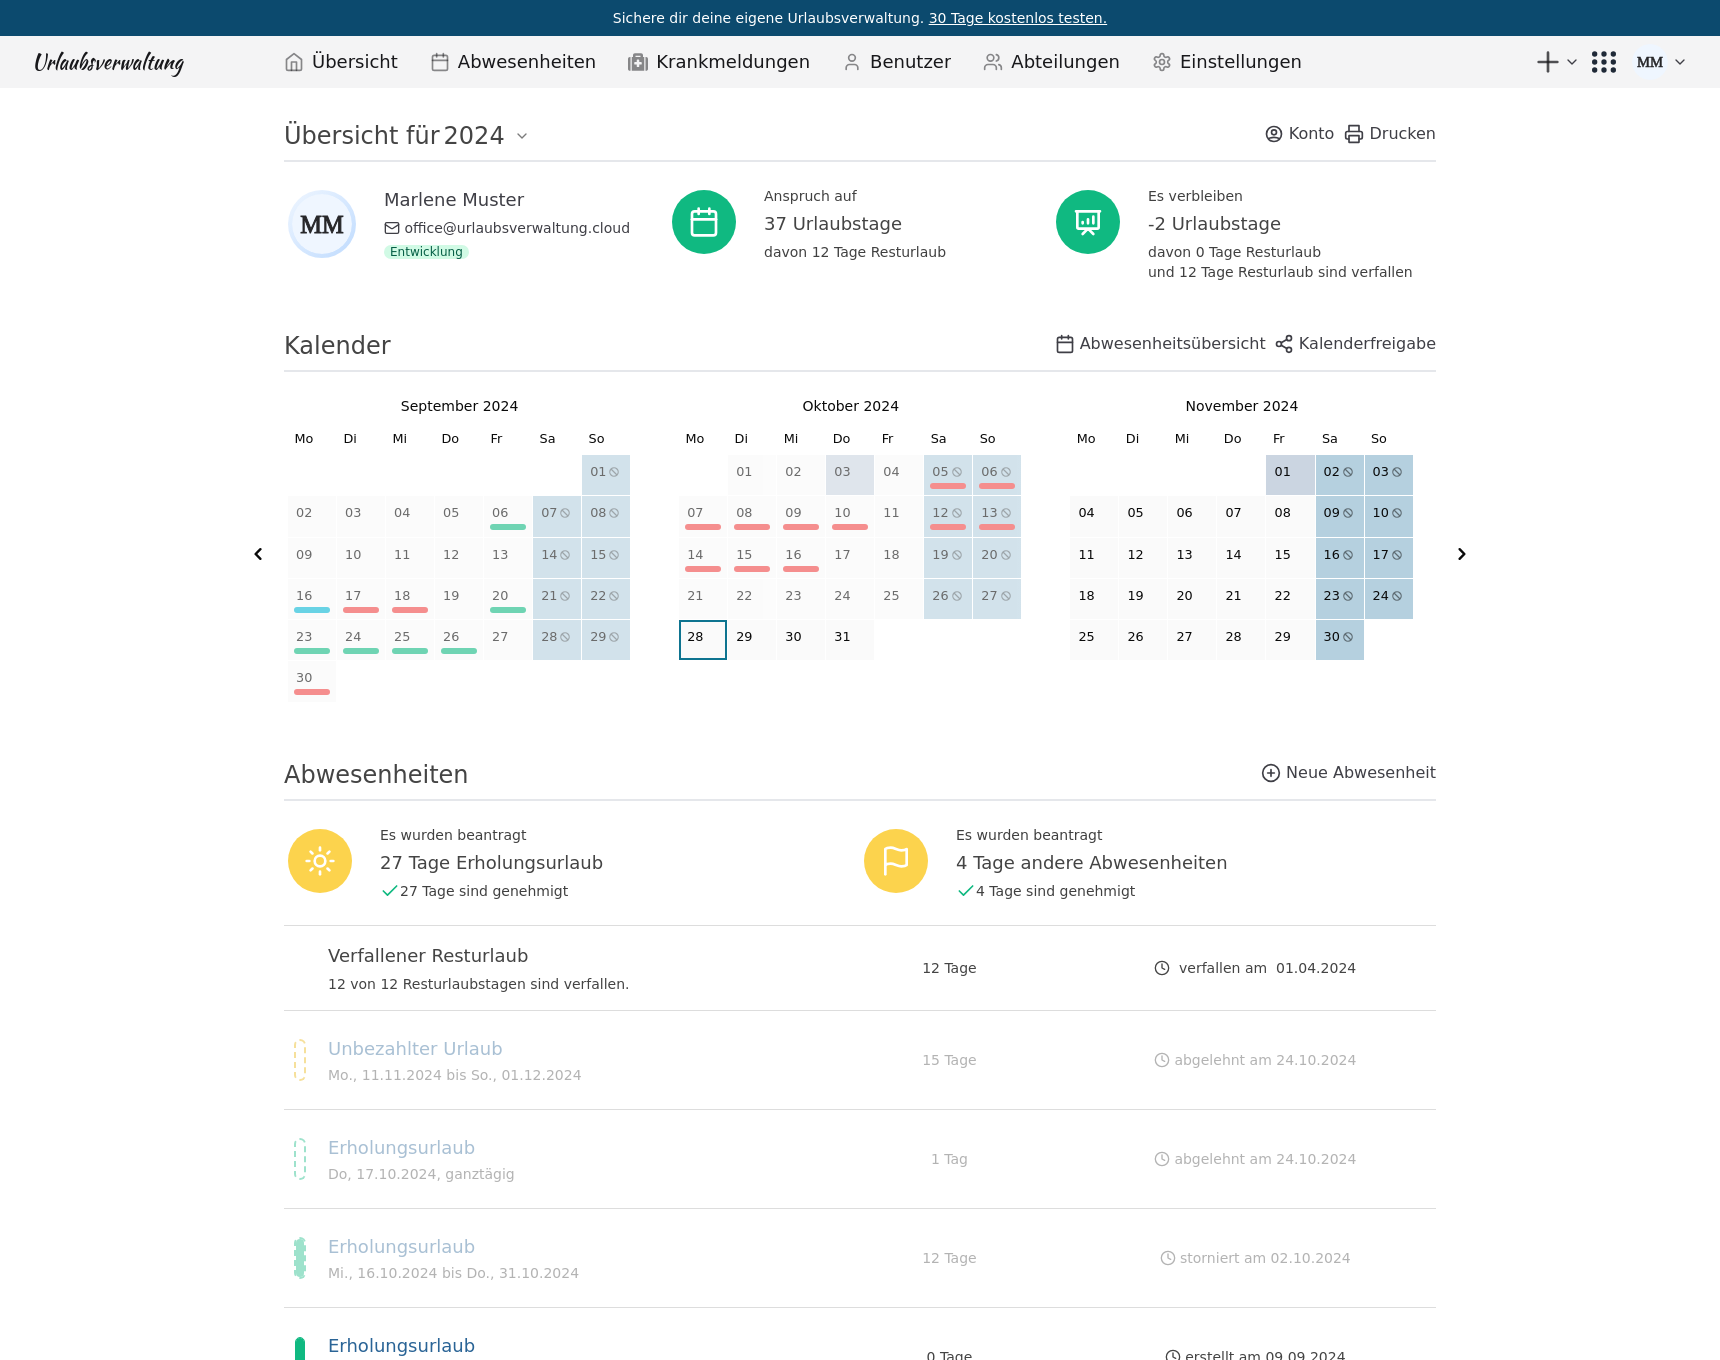 Sichere dir deine eigene Urlaubsverwaltung. 30 Tage kostenlos testen.
Urlaubsverwaltung Übersicht Abwesenheiten Krankmeldungen Benutzer Abteilungen Einstellungen MM
Übersicht für 2024 Konto Drucken
MM
Marlene Muster
office@urlaubsverwaltung.cloud
Entwicklung
Anspruch auf
37 Urlaubstage
davon 12 Tage Resturlaub
Es verbleiben
-2 Urlaubstage
davon 0 Tage Resturlaub
und 12 Tage Resturlaub sind verfallen
Kalender Abwesenheitsübersicht Kalenderfreigabe
September 2024
Mo Di Mi Do Fr Sa So
01
02 03 04 05 06 07 08
09 10 11 12 13 14 15
16 17 18 19 20 21 22
23 24 25 26 27 28 29
30
Oktober 2024
Mo Di Mi Do Fr Sa So
01 02 03 04 05 06
07 08 09 10 11 12 13
14 15 16 17 18 19 20
21 22 23 24 25 26 27
28 29 30 31
November 2024
Mo Di Mi Do Fr Sa So
01 02 03
04 05 06 07 08 09 10
11 12 13 14 15 16 17
18 19 20 21 22 23 24
25 26 27 28 29 30
Abwesenheiten Neue Abwesenheit
Es wurden beantragt
27 Tage Erholungsurlaub
27 Tage sind genehmigt
Es wurden beantragt
4 Tage andere Abwesenheiten
4 Tage sind genehmigt
Verfallener Resturlaub
12 von 12 Resturlaubstagen sind verfallen.
12 Tage
verfallen am 01.04.2024
Unbezahlter Urlaub
Mo., 11.11.2024 bis So., 01.12.2024
15 Tage
abgelehnt am 24.10.2024
Erholungsurlaub
Do, 17.10.2024, ganztägig
1 Tag
abgelehnt am 24.10.2024
Erholungsurlaub
Mi., 16.10.2024 bis Do., 31.10.2024
12 Tage
storniert am 02.10.2024
Erholungsurlaub
0 Tage
erstellt am 09.09.2024